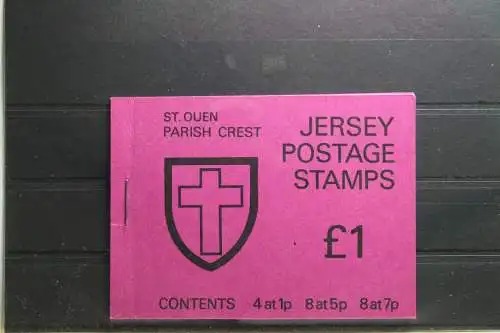 ST. OUEN
PARISH CREST
JERSEY
POSTAGE
STAMPS
£1
CONTENTS 4 at 1p 8 at 5p 8 at 7p